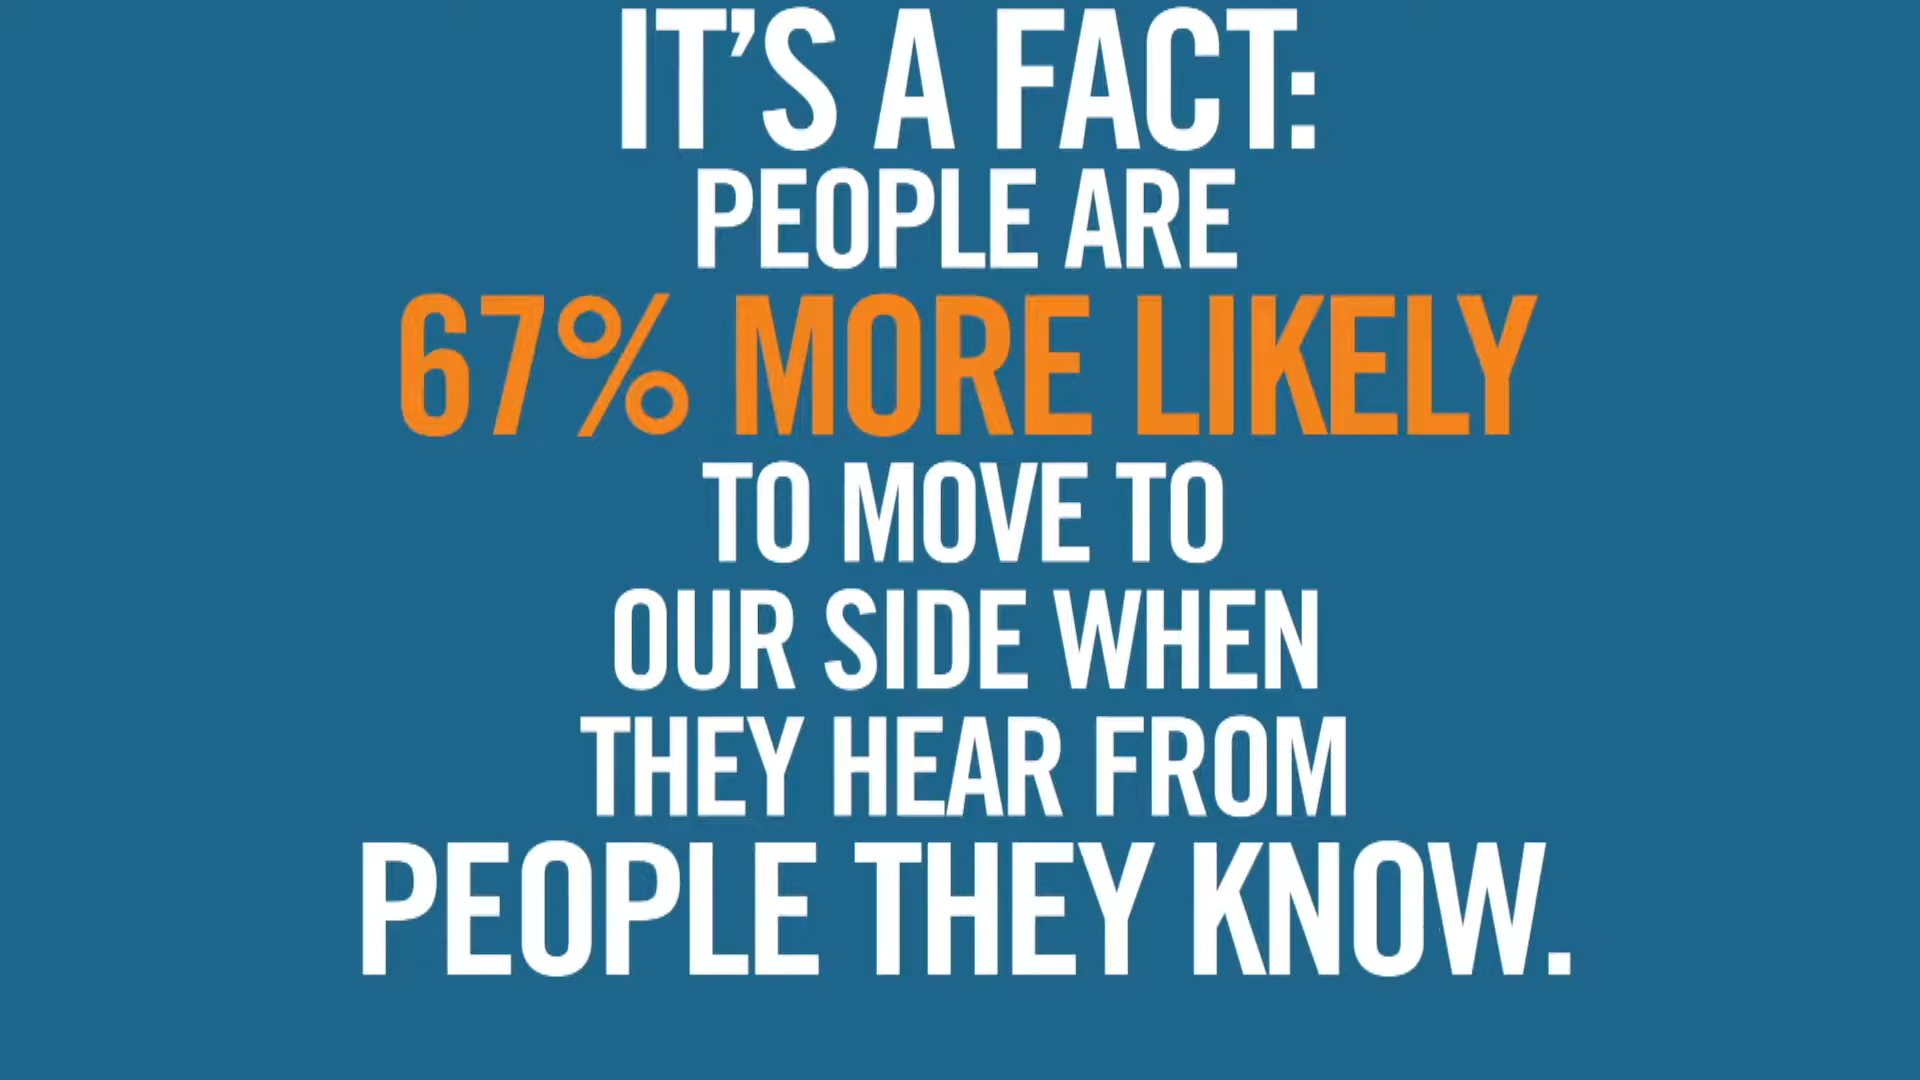 IT’S A FACT:
PEOPLE ARE
67% MORE LIKELY
TO MOVE TO
OUR SIDE WHEN
THEY HEAR FROM
PEOPLE THEY KNOW.